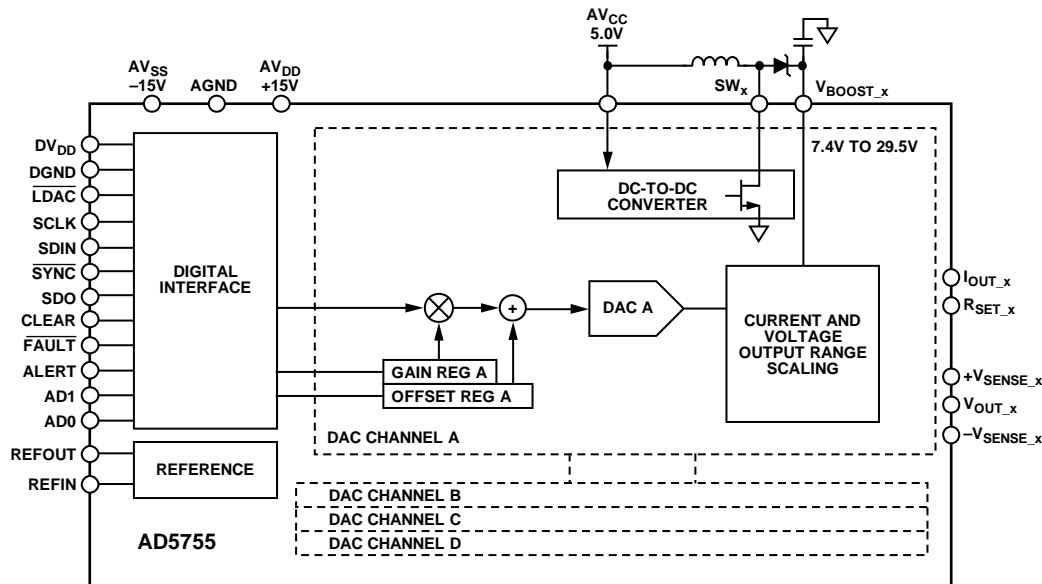 AVCC
5.0V
AVSS
–15V
AGND
AVDD
+15V
SWx
VBOOST_x
DVDD
DGND
LDAC
SCLK
SDIN
SYNC
SDO
CLEAR
FAULT
ALERT
AD1
AD0
REFOUT
REFIN
DIGITAL
INTERFACE
REFERENCE
AD5755
7.4V TO 29.5V
DC-TO-DC
CONVERTER
+
DAC A
GAIN REG A
OFFSET REG A
CURRENT AND
VOLTAGE
OUTPUT RANGE
SCALING
DAC CHANNEL A
DAC CHANNEL B
DAC CHANNEL C
DAC CHANNEL D
IOUT_x
RSET_x
+VSENSE_x
VOUT_x
–VSENSE_x